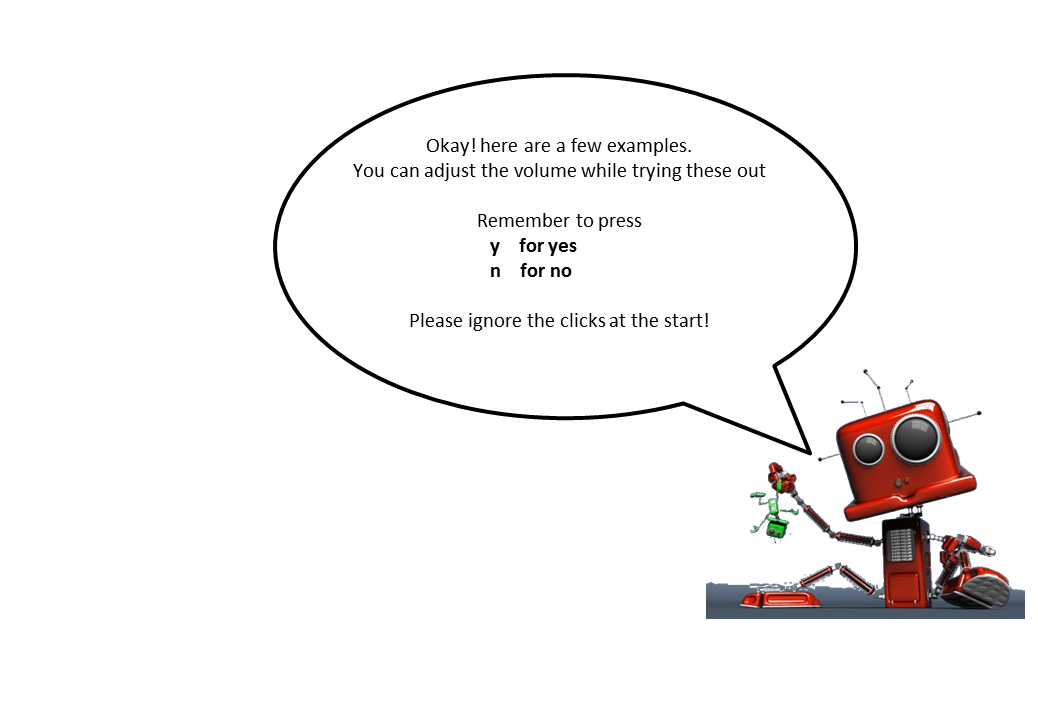 Okay! here are a few examples.
You can adjust the volume while trying these out
Remember to press
y for yes
n for no
Please ignore the clicks at the start!